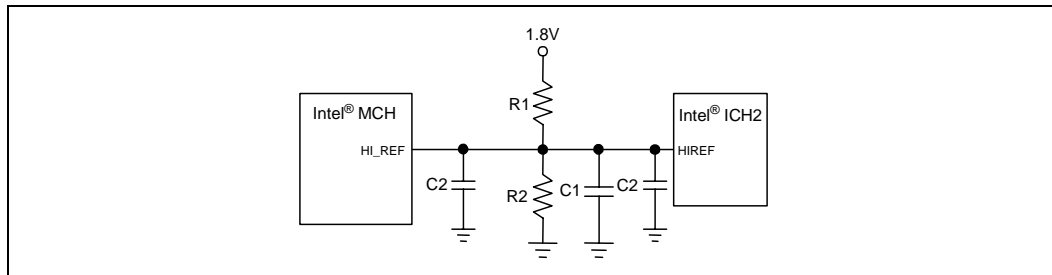 1.8V
Intel® MCH
R1
Intel® ICH2
HI_REF
HIREF
C2
R2
C1
C2